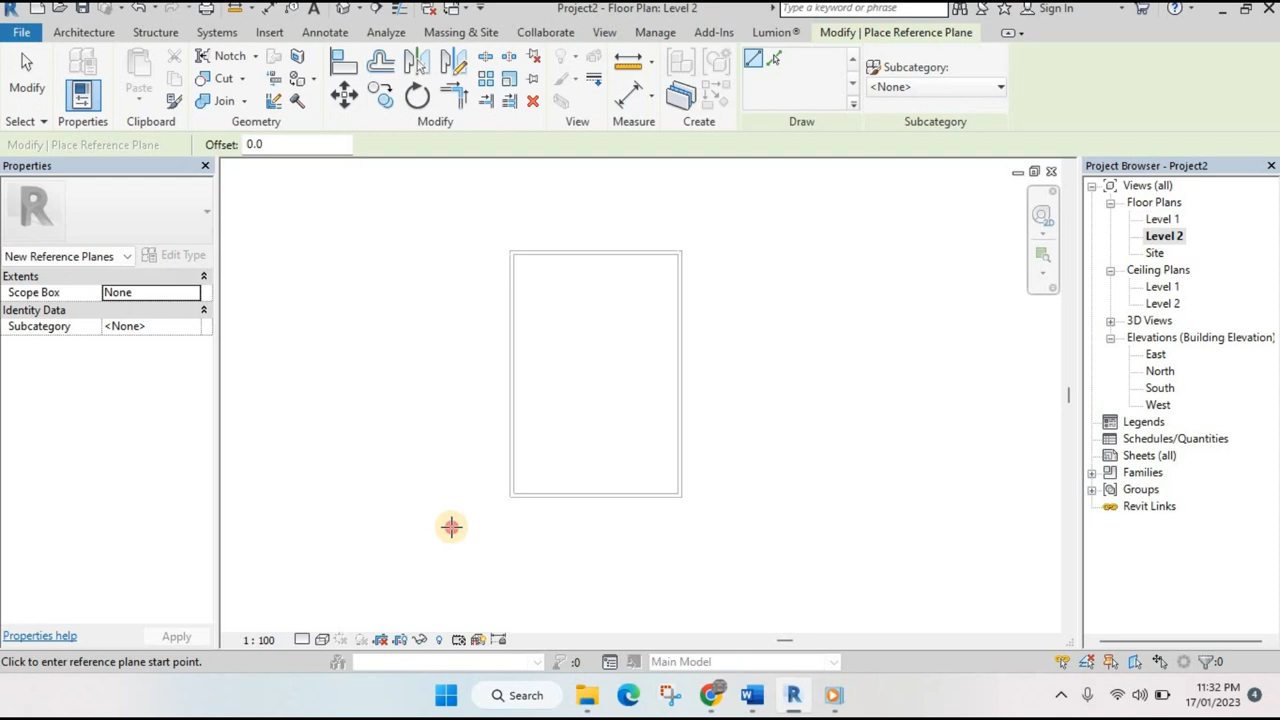 Project2 - Floor Plan: Level 2
Type a keyword or phrase
Sign In
File Architecture Structure Systems Insert Annotate Analyze Massing & Site Collaborate View Manage Add-Ins Lumion® Modify | Place Reference Plane
Modify
Paste
Notch
Cut
Join
Subcategory:
<None>
Select Properties Clipboard Geometry Modify View Measure Create Draw Subcategory
Modify | Place Reference Plane Offset: 0.0
Properties
New Reference Planes Edit Type
Extents
Scope Box None
Identity Data
Subcategory <None>
Properties help Apply
2D
Project Browser - Project2
Views (all)
Floor Plans
Level 1
Level 2
Site
Ceiling Plans
Level 1
Level 2
3D Views
Elevations (Building Elevation)
East
North
South
West
Legends
Schedules/Quantities
Sheets (all)
Families
Groups
Revit Links
1 : 100
Click to enter reference plane start point.
:0
Main Model
:0
Search
11:32 PM
17/01/2023
4